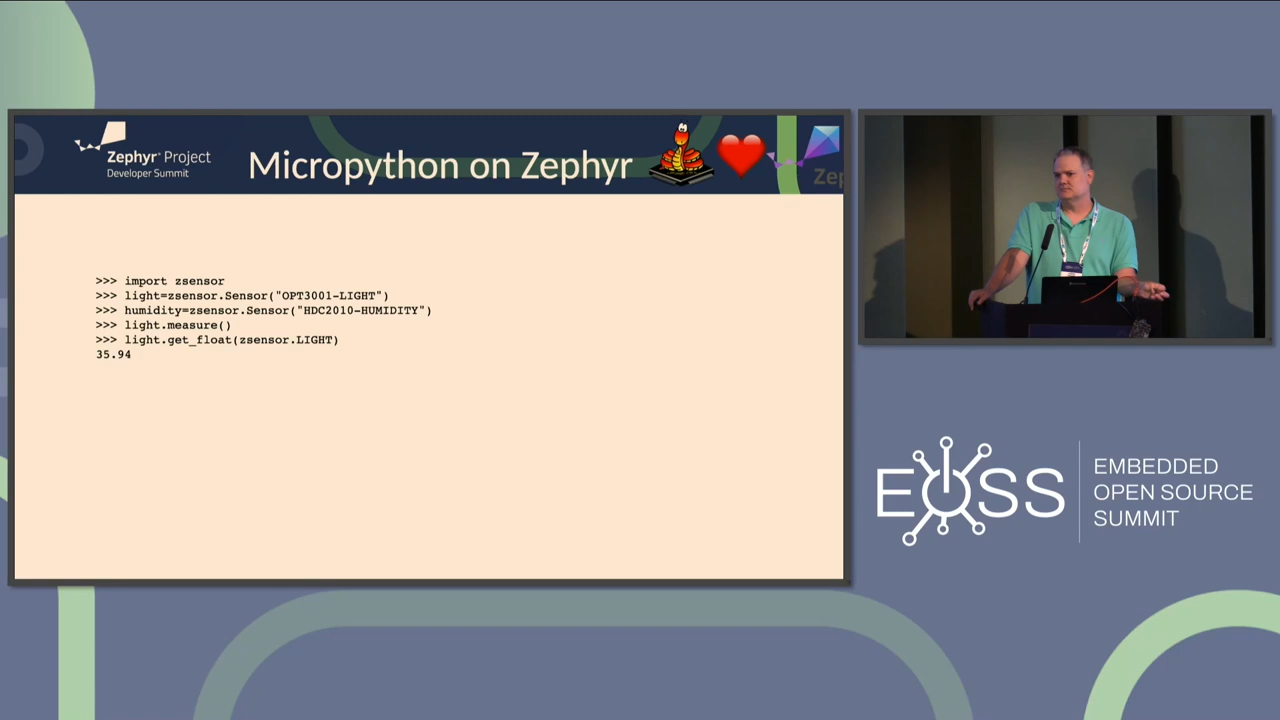 Zephyr® Project
Developer Summit
Micropython on Zephyr
Zep
>>> import zsensor
>>> light=zsensor.Sensor("OPT3001-LIGHT")
>>> humidity=zsensor.Sensor("HDC2010-HUMIDITY")
>>> light.measure()
>>> light.get_float(zsensor.LIGHT)
35.94
EOSS
EMBEDDED
OPEN SOURCE
SUMMIT